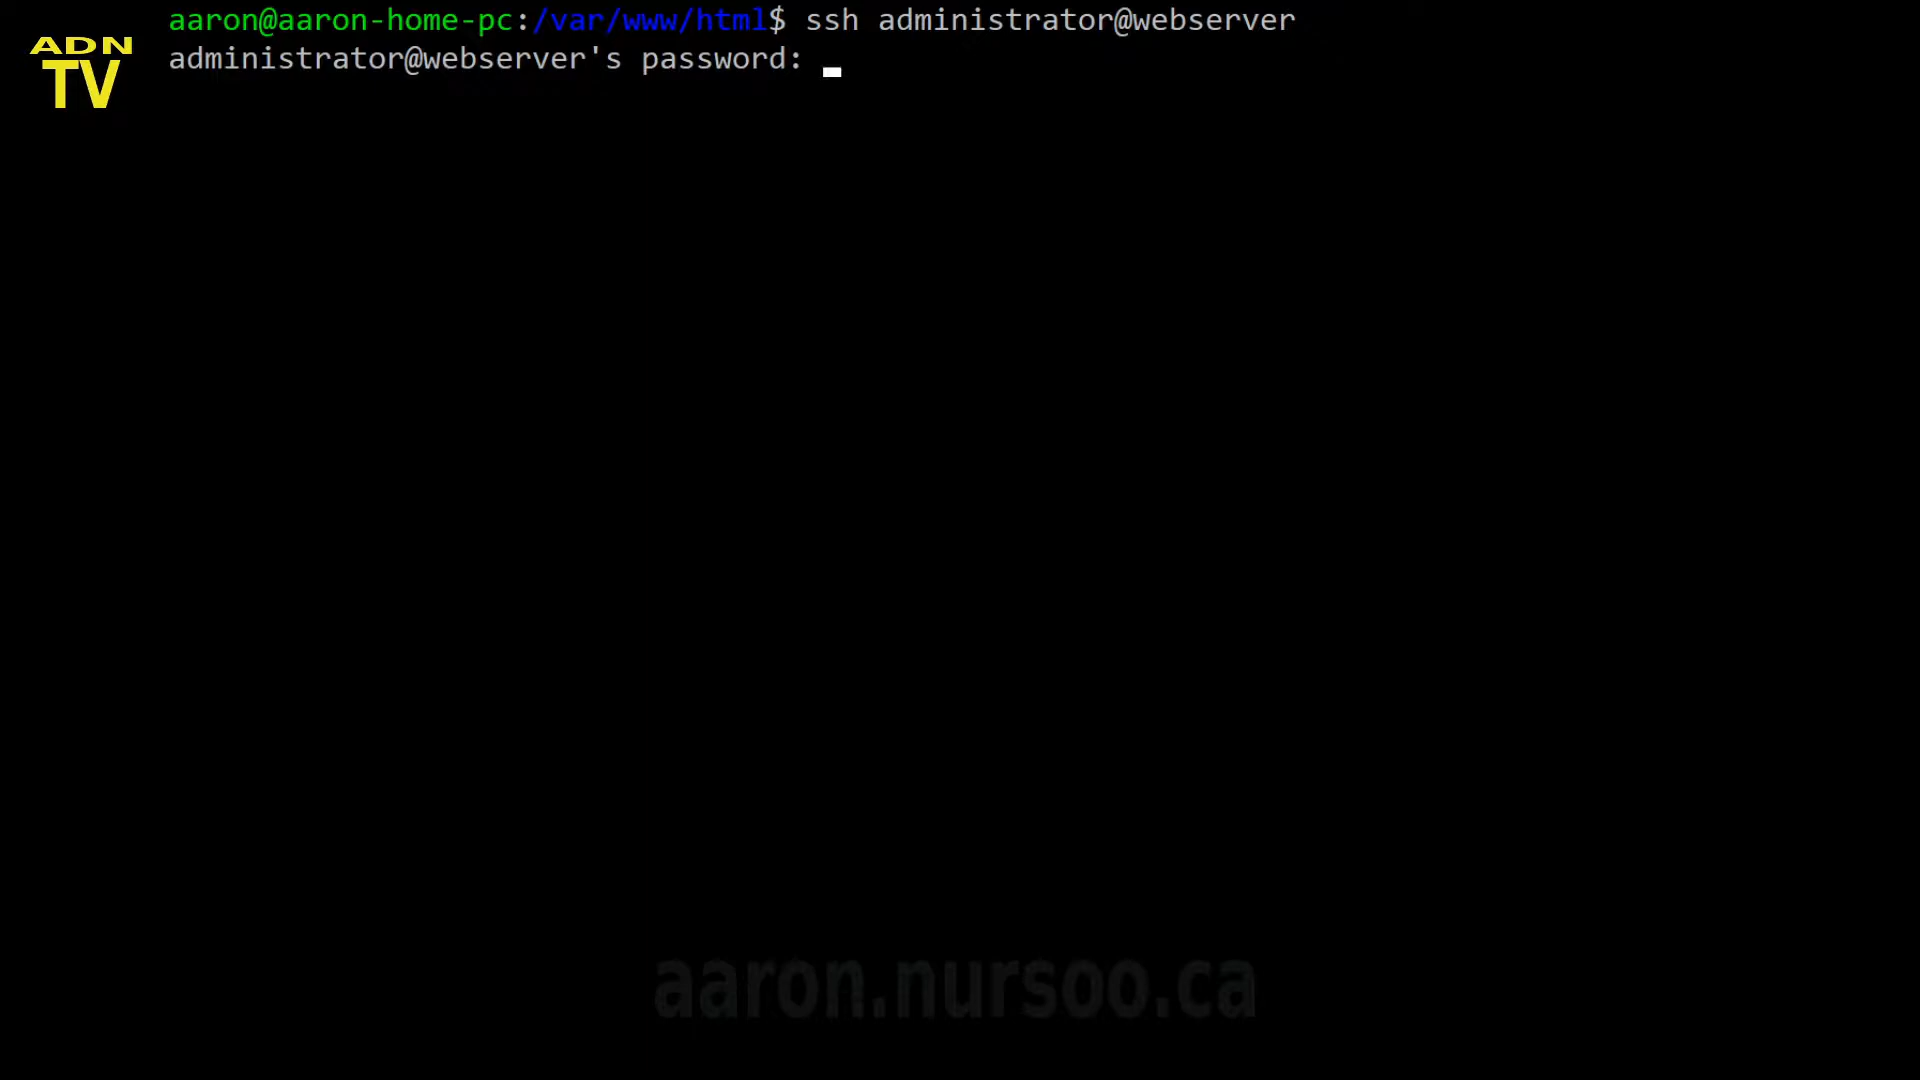 ADN
TV
aaron@aaron-home-pc:/var/www/html$ ssh administrator@webserver
administrator@webserver's password:
aaron.nursoo.ca